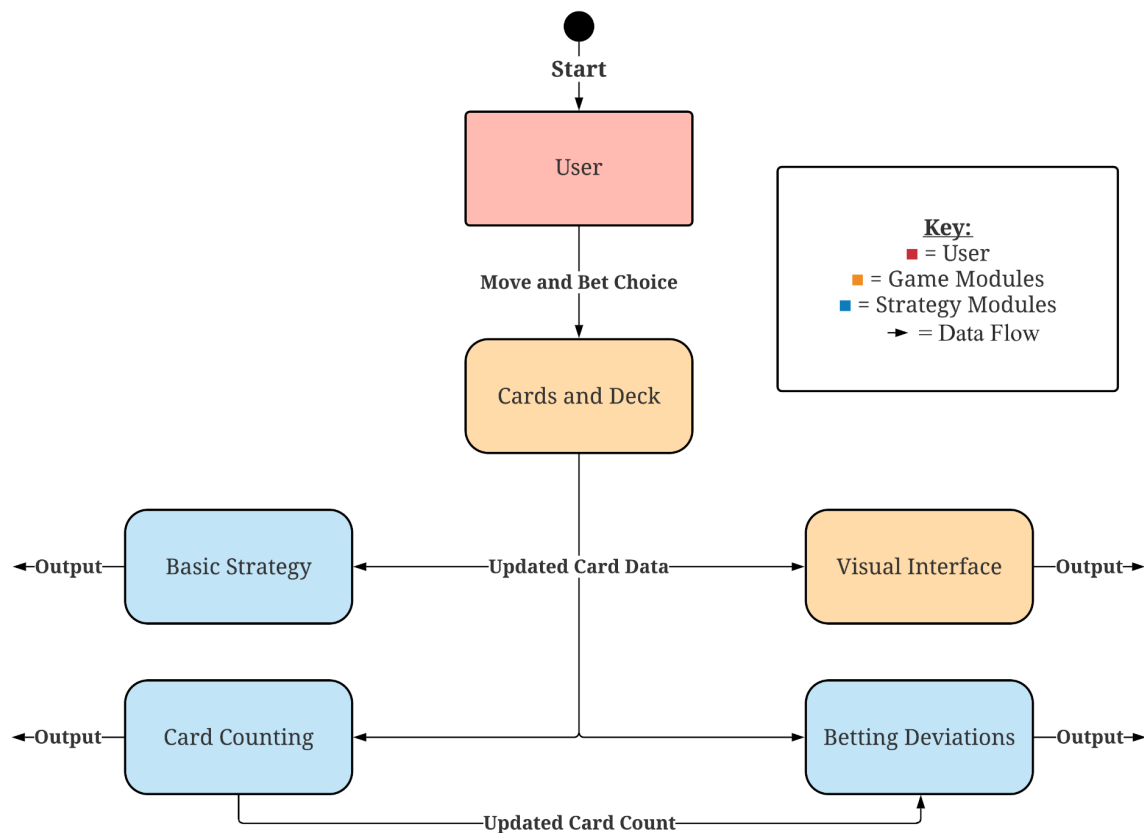 Start
User
Move and Bet Choice
Key:
= User
= Game Modules
= Strategy Modules
= Data Flow
Cards and Deck
Output
Basic Strategy
Updated Card Data
Visual Interface
Output
Output
Card Counting
Betting Deviations
Output
Updated Card Count